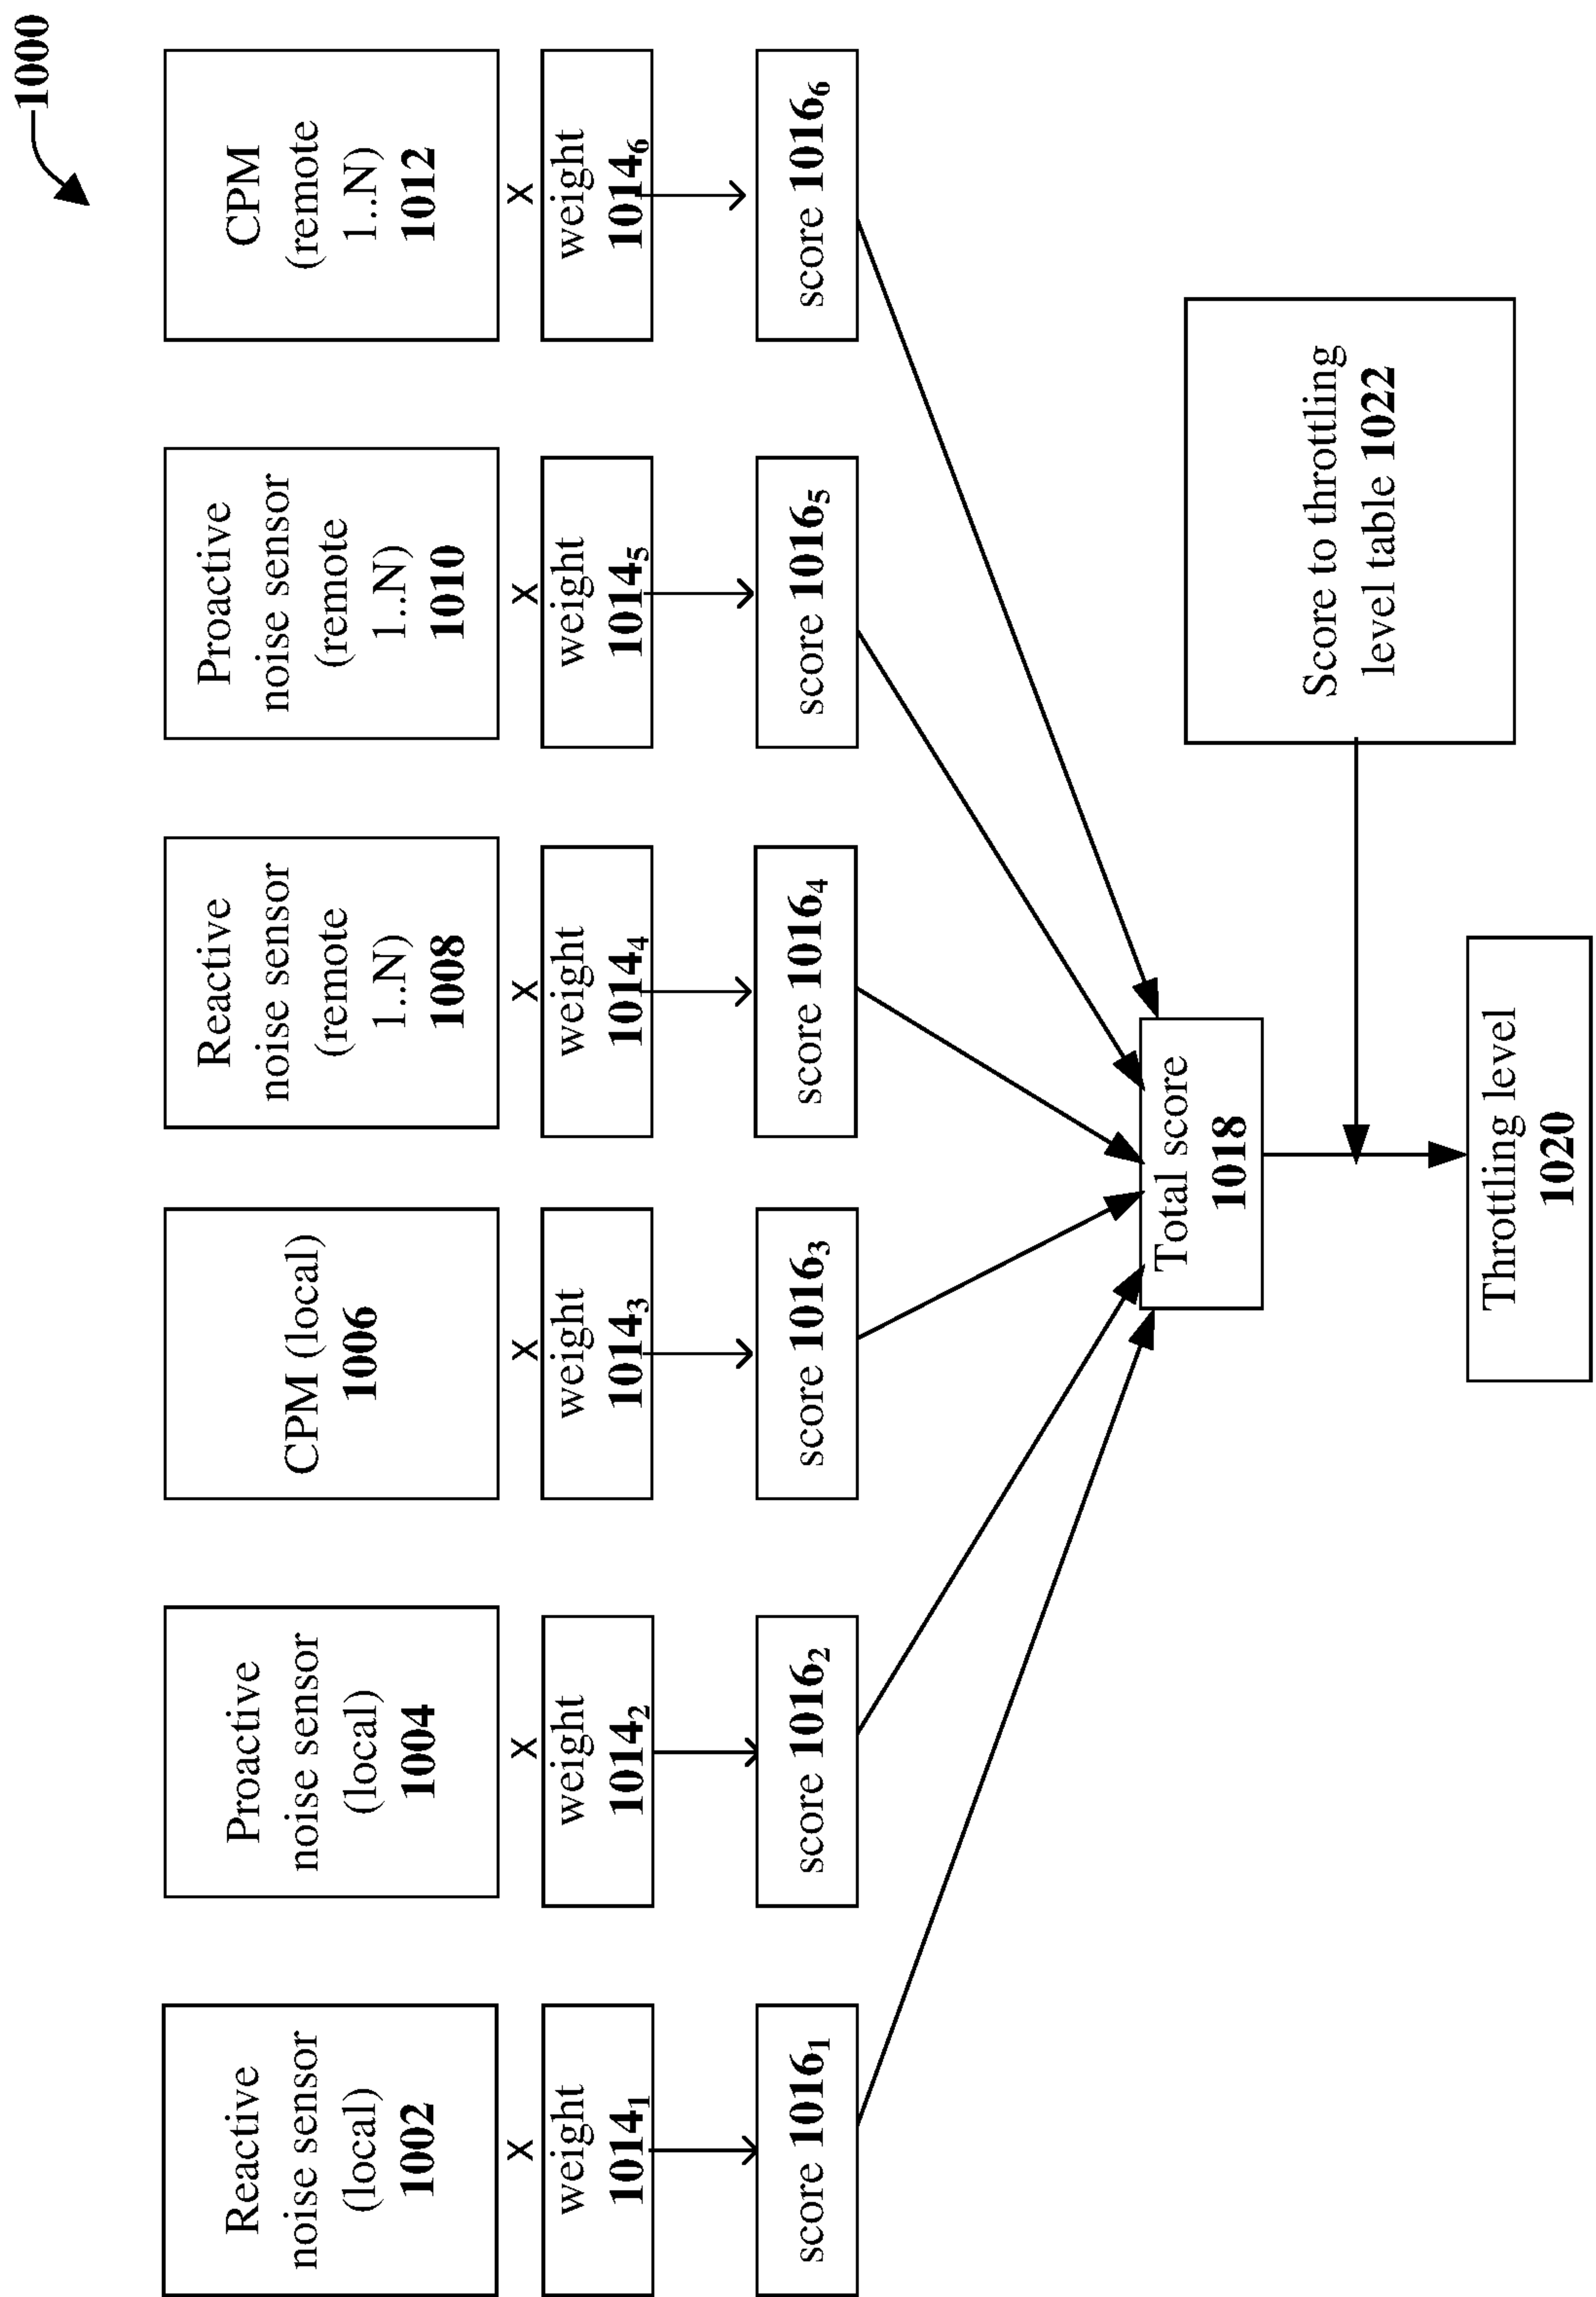 1000
Reactive
noise sensor
(local)
1002
Proactive
noise sensor
(local)
1004
CPM (local)
1006
Reactive
noise sensor
(remote
1..N)
1008
Proactive
noise sensor
(remote
1..N)
1010
CPM
(remote
1..N)
1012
X
X
X
X
X
X
weight
1014₁
weight
1014₂
weight
1014₃
weight
1014₄
weight
1014₅
weight
1014₆
score 1016₁
score 1016₂
score 1016₃
score 1016₄
score 1016₅
score 1016₆
Total score
1018
Score to throttling
level table 1022
Throttling level
1020